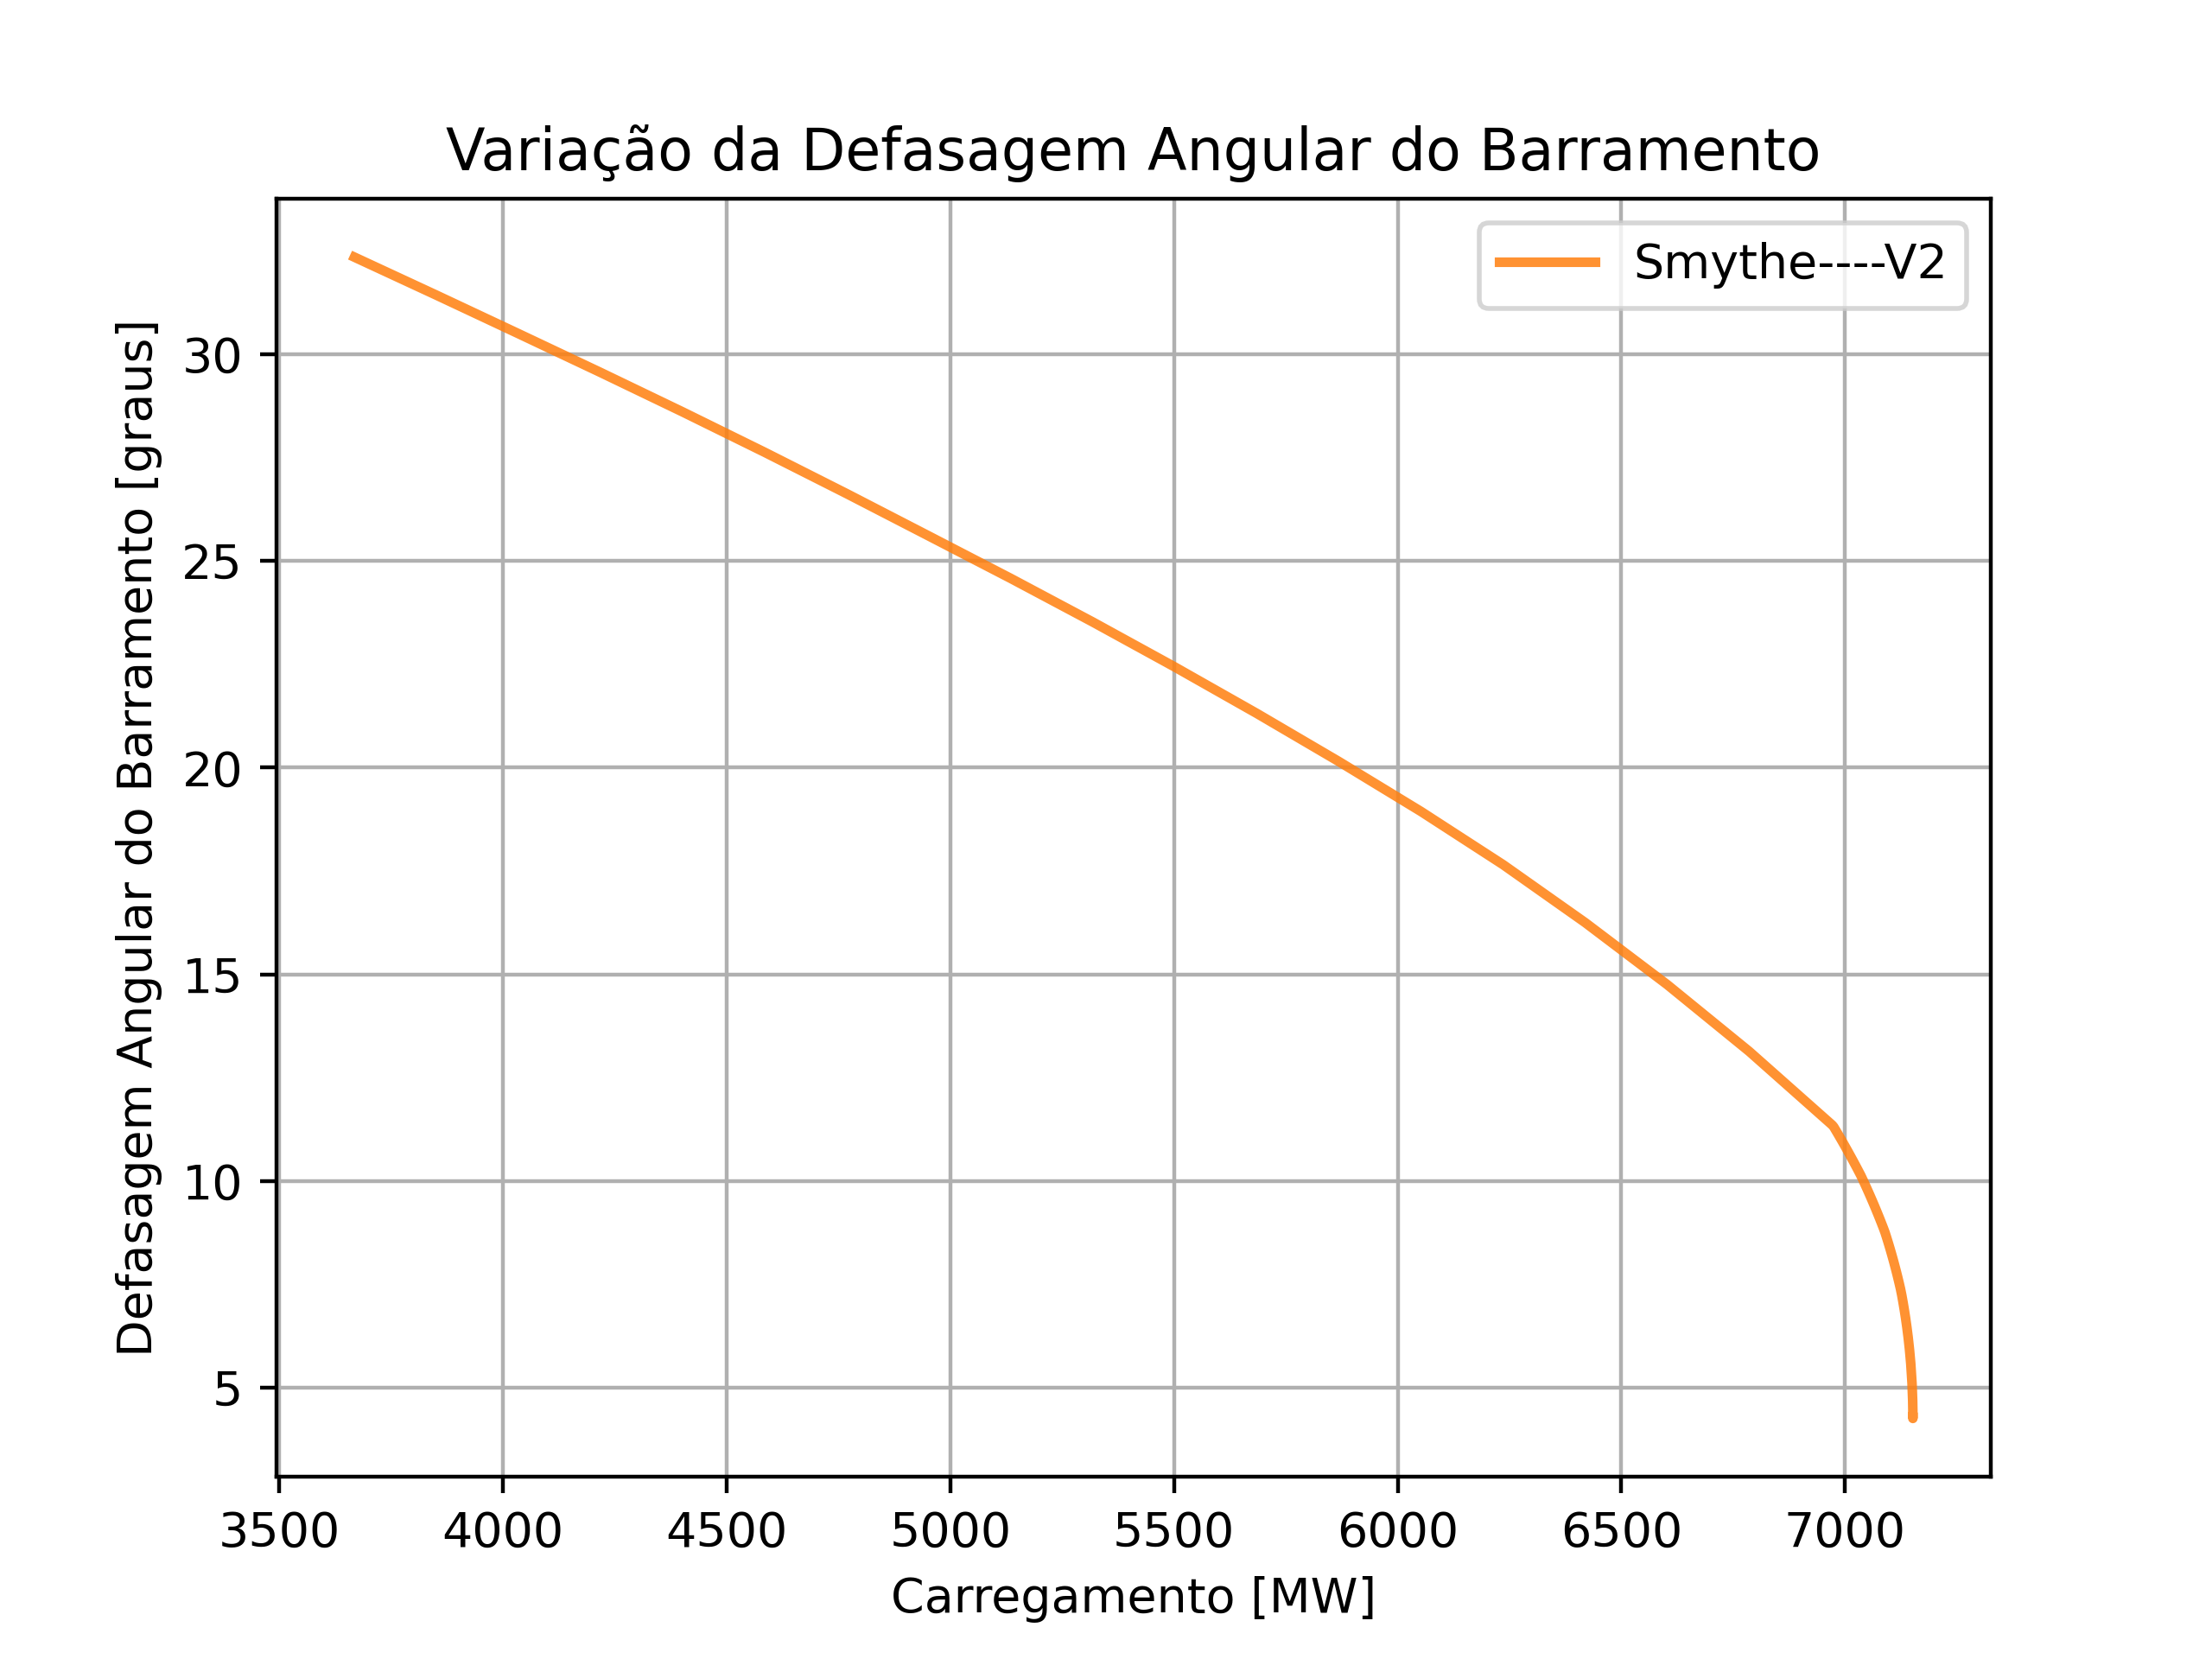 Variação da Defasagem Angular do Barramento
Smythe----V2
Defasagem Angular do Barramento [graus]
30
25
20
15
10
5
3500 4000 4500 5000 5500 6000 6500 7000
Carregamento [MW]